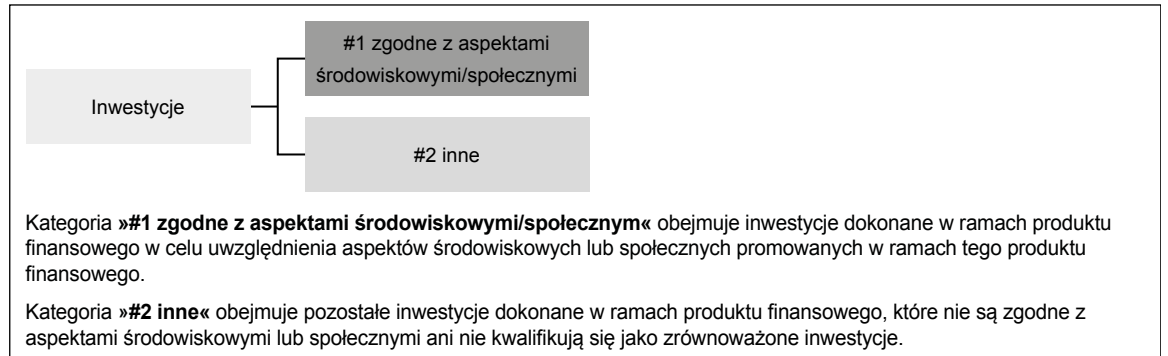 #1 zgodne z aspektami
środowiskowymi/społecznymi
Inwestycje
#2 inne
Kategoria »#1 zgodne z aspektami środowiskowymi/społecznym« obejmuje inwestycje dokonane w ramach produktu
finansowego w celu uwzględnienia aspektów środowiskowych lub społecznych promowanych w ramach tego produktu
finansowego.
Kategoria »#2 inne« obejmuje pozostałe inwestycje dokonane w ramach produktu finansowego, które nie są zgodne z
aspektami środowiskowymi lub społecznymi ani nie kwalifikują się jako zrównoważone inwestycje.